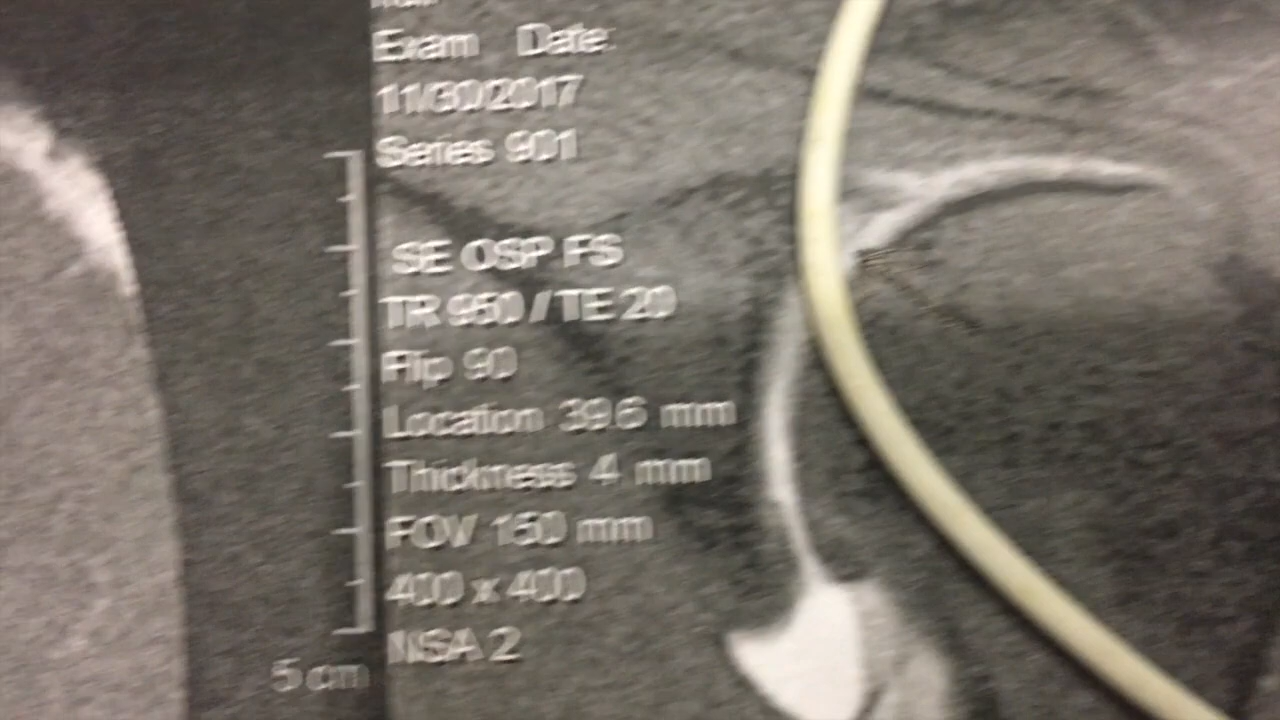 Exam Date:
11/30/2017
Series 901
SE OSP FS
TR 950 / TE 20
Flip 90
Location 39.6 mm
Thickness 4 mm
FOV 150 mm
400 x 400
NSA 2
5 cm